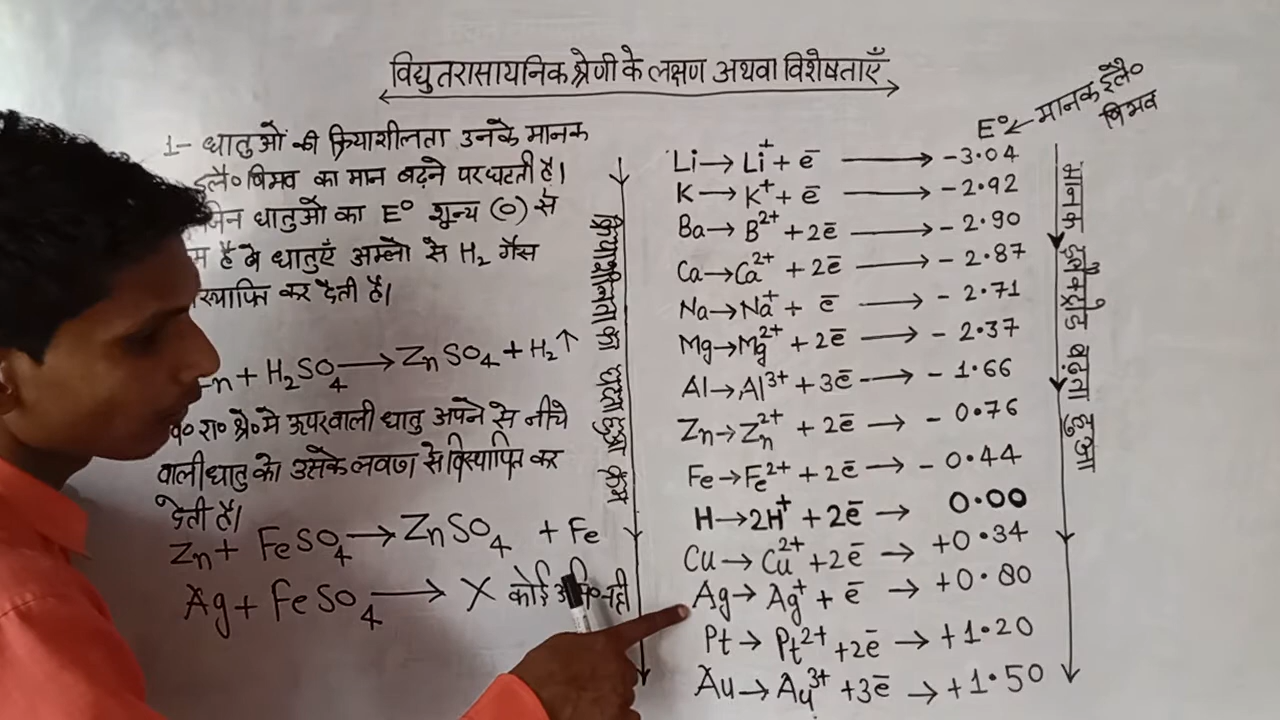 विद्युतरासायनिक श्रेणी के लक्षण अथवा विशेषताएँ
1- धातुओं की क्रियाशीलता उनके मानक
इलै० विभव का मान बढ़ने पर घटती है।
जिन धातुओ का E° शून्य (०) से
है वे धातुएँ अम्लो से H₂ गैस
कर देती है।
+ H₂SO₄ → ZnSO₄ + H₂↑
रा० श्रे० मे ऊपर वाली धातु अपने से नीचे
वाली धातु को उसके लवण से विस्थापित कर
देती है।
Zn + FeSO₄ → ZnSO₄ + Fe
Ag + FeSO₄ → X कोई नही
क्रियाशीलता का घटता हुआ क्रम
E° ← मानक इलै० विभव
Li → Li⁺ + e⁻ → -3.04
K → K⁺ + e⁻ → -2.92
Ba → B²⁺ + 2e⁻ → -2.90
Ca → Ca²⁺ + 2e⁻ → -2.87
Na → Na⁺ + e⁻ → -2.71
Mg → Mg²⁺ + 2e⁻ → -2.37
Al → Al³⁺ + 3e⁻ → -1.66
Zn → Zn²⁺ + 2e⁻ → -0.76
Fe → Fe²⁺ + 2e⁻ → -0.44
H → 2H⁺ + 2e⁻ → 0.00
Cu → Cu²⁺ + 2e⁻ → +0.34
Ag → Ag⁺ + e⁻ → +0.80
Pt → Pt²⁺ + 2e⁻ → +1.20
Au → Au³⁺ + 3e⁻ → +1.50
मानक इलैक्ट्रोड बढ़ता हुआ